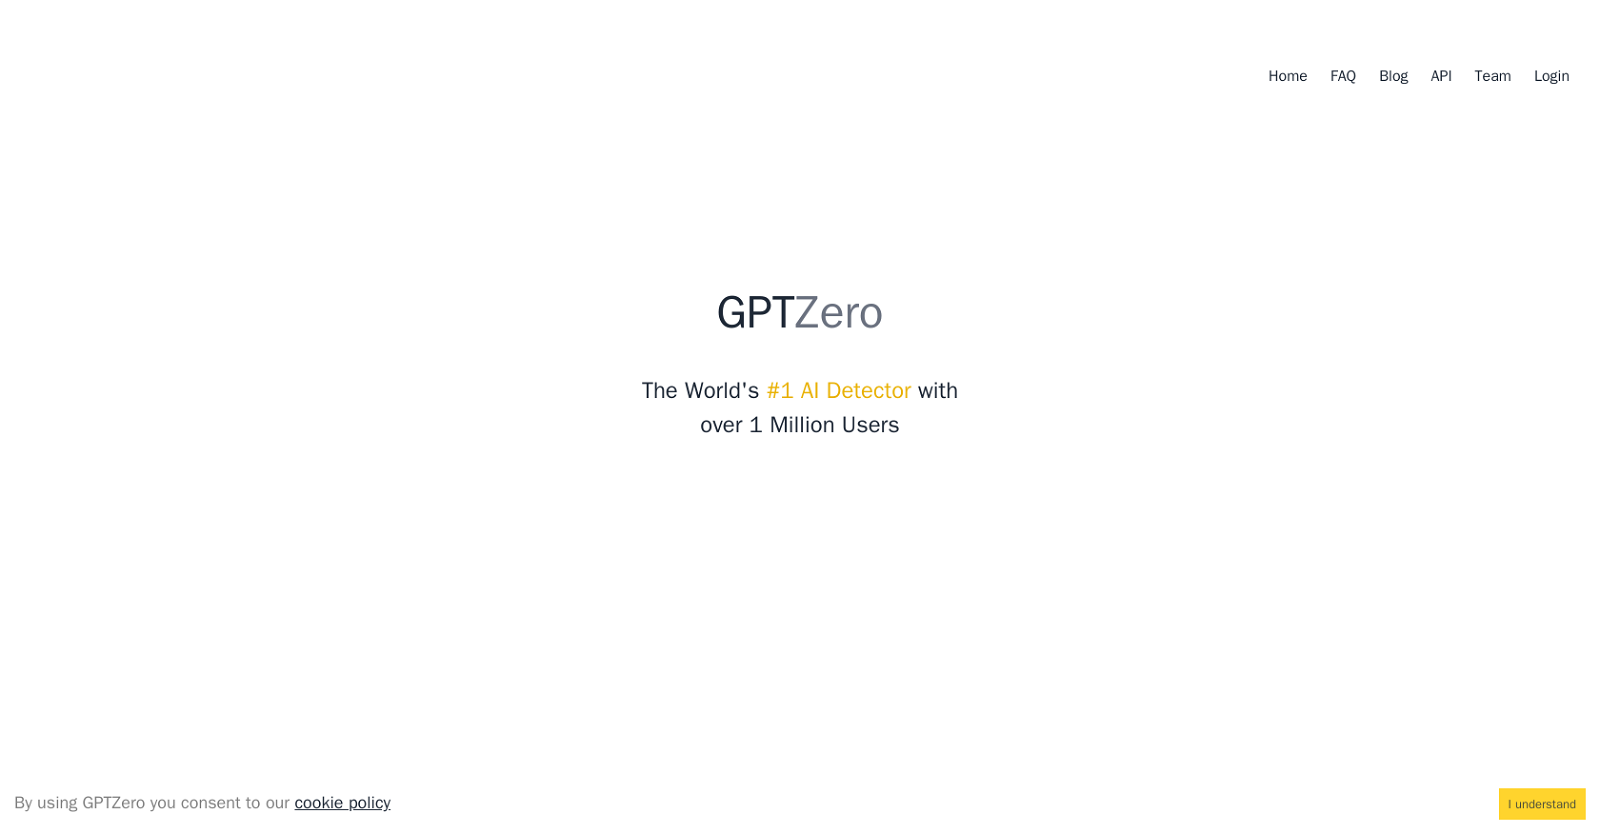 Home FAQ Blog API Team Login
GPTZero
The World's #1 AI Detector with
over 1 Million Users
By using GPTZero you consent to our cookie policy
I understand